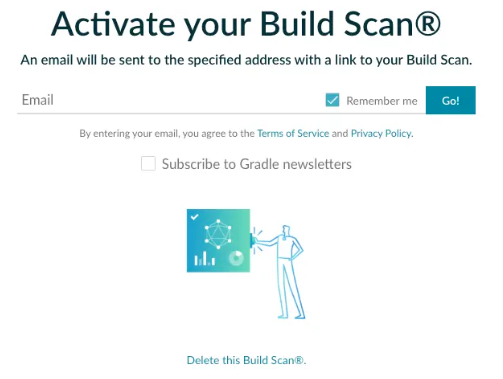 Activate your Build Scan®
An email will be sent to the specified address with a link to your Build Scan.
Email Remember me Go!
By entering your email, you agree to the Terms of Service and Privacy Policy.
Subscribe to Gradle newsletters
Delete this Build Scan®.